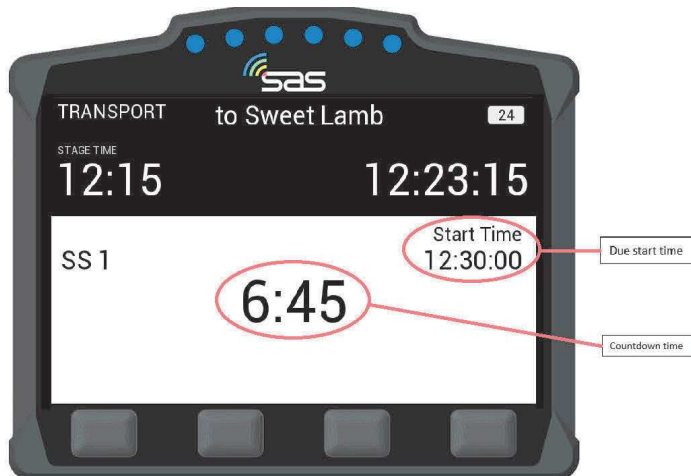 sas
TRANSPORT to Sweet Lamb 24
STAGE TIME
12:15 12:23:15
Start Time
SS 1 12:30:00
6:45
Due start time
Countdown time